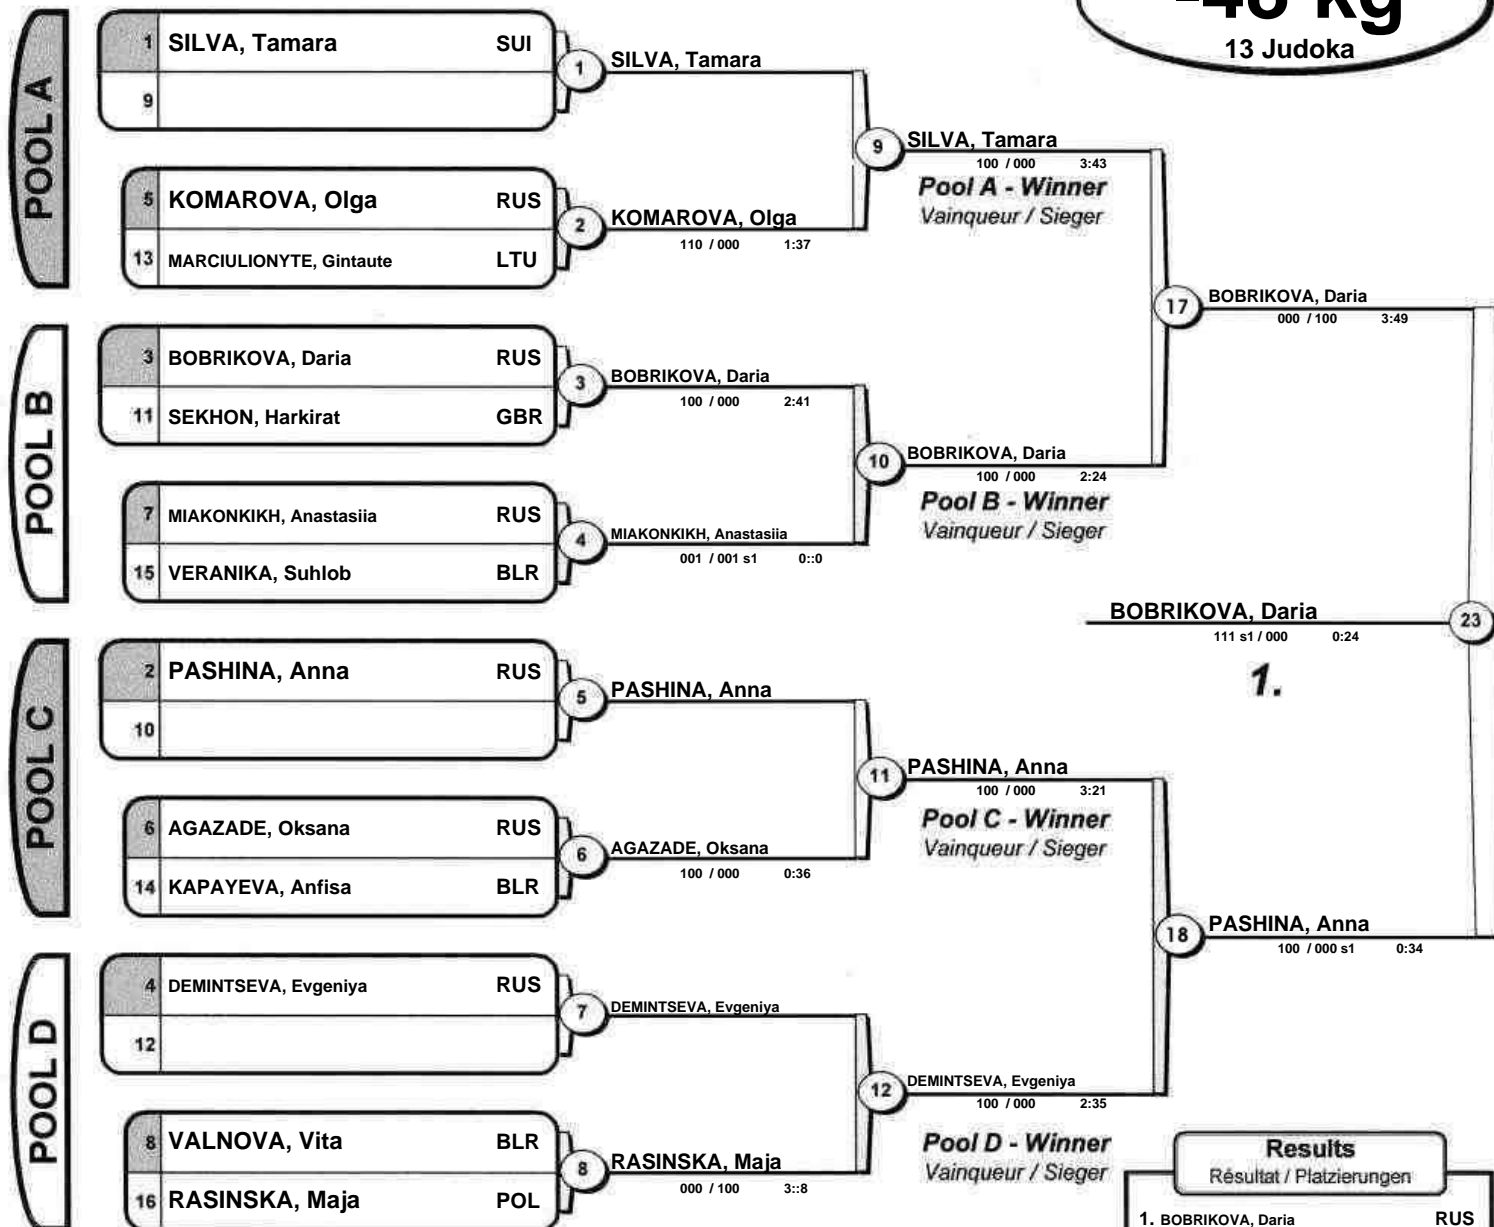 -48 kg
13 Judoka
POOL A
1 SILVA, Tamara SUI
9
1 SILVA, Tamara
5 KOMAROVA, Olga RUS
13 MARCIULIONYTE, Gintaute LTU
2 KOMAROVA, Olga
110 / 000 1:37
9 SILVA, Tamara
100 / 000 3:43
Pool A - Winner
Vainqueur / Sieger
POOL B
3 BOBRIKOVA, Daria RUS
11 SEKHON, Harkirat GBR
3 BOBRIKOVA, Daria
100 / 000 2:41
7 MIAKONKIKH, Anastasiia RUS
15 VERANIKA, Suhlob BLR
4 MIAKONKIKH, Anastasiia
001 / 001 s1 0::0
10 BOBRIKOVA, Daria
100 / 000 2:24
Pool B - Winner
Vainqueur / Sieger
17 BOBRIKOVA, Daria
000 / 100 3:49
BOBRIKOVA, Daria 23
111 s1 / 000 0:24
1.
POOL C
2 PASHINA, Anna RUS
10
5 PASHINA, Anna
6 AGAZADE, Oksana RUS
14 KAPAYEVA, Anfisa BLR
6 AGAZADE, Oksana
100 / 000 0:36
11 PASHINA, Anna
100 / 000 3:21
Pool C - Winner
Vainqueur / Sieger
18 PASHINA, Anna
100 / 000 s1 0:34
POOL D
4 DEMINTSEVA, Evgeniya RUS
12
7 DEMINTSEVA, Evgeniya
8 VALNOVA, Vita BLR
16 RASINSKA, Maja POL
8 RASINSKA, Maja
000 / 100 3::8
12 DEMINTSEVA, Evgeniya
100 / 000 2:35
Pool D - Winner
Vainqueur / Sieger
Results
Résultat / Platzierungen
1. BOBRIKOVA, Daria RUS